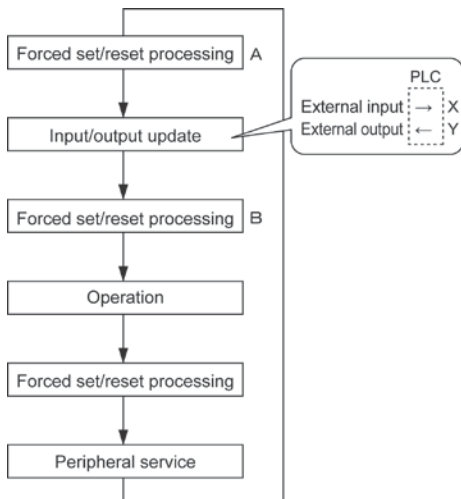 Forced set/reset processing A
PLC
External input → X
External output ← Y
Input/output update
Forced set/reset processing B
Operation
Forced set/reset processing
Peripheral service